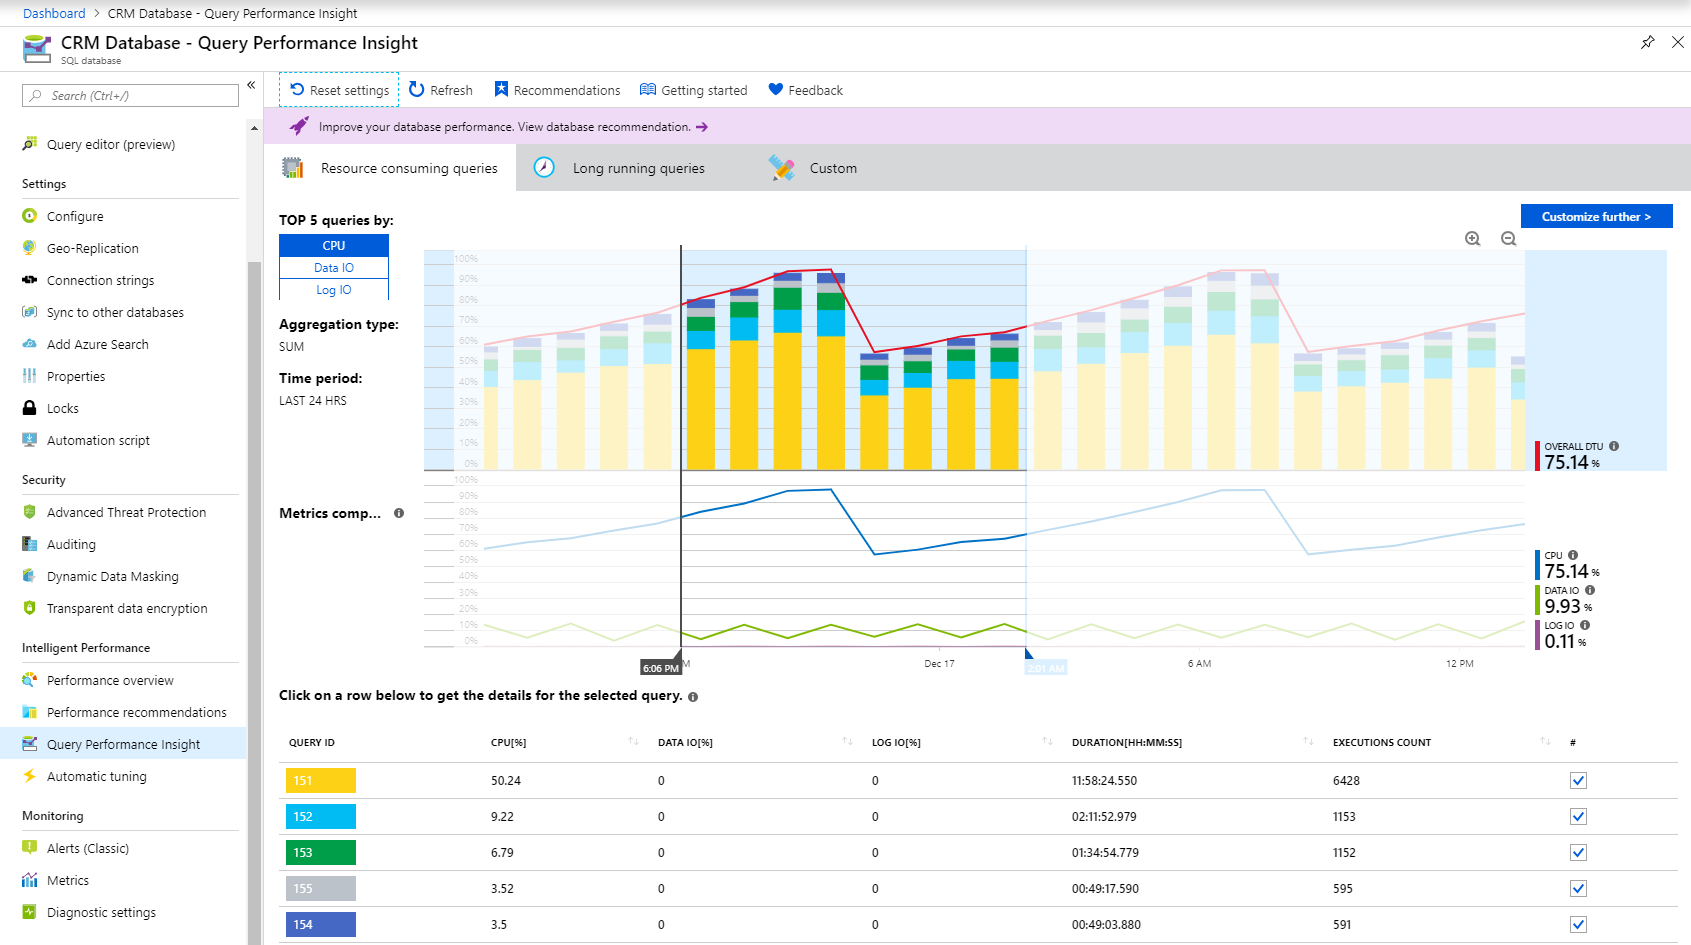 Dashboard > CRM Database - Query Performance Insight
CRM Database - Query Performance Insight
SQL database
Search (Ctrl+/)
«
Query editor (preview)
Settings
Configure
Geo-Replication
Connection strings
Sync to other databases
Add Azure Search
Properties
Locks
Automation script
Security
Advanced Threat Protection
Auditing
Dynamic Data Masking
Transparent data encryption
Intelligent Performance
Performance overview
Performance recommendations
Query Performance Insight
Automatic tuning
Monitoring
Alerts (Classic)
Metrics
Diagnostic settings
Reset settings Refresh Recommendations Getting started Feedback
Improve your database performance. View database recommendation. →
Resource consuming queries Long running queries Custom
TOP 5 queries by:
CPU
Data IO
Log IO
Aggregation type:
SUM
Time period:
LAST 24 HRS
Customize further >
100%
90%
80%
70%
60%
50%
40%
30%
20%
10%
0%
OVERALL DTU
75.14 %
Metrics comp...
100%
90%
80%
70%
60%
50%
40%
30%
20%
10%
0%
CPU
75.14 %
DATA IO
9.93 %
LOG IO
0.11 %
6:06 PM M Dec 17 2:01 AM 6 AM 12 PM
Click on a row below to get the details for the selected query.
QUERY ID CPU[%] DATA IO[%] LOG IO[%] DURATION[HH:MM:SS] EXECUTIONS COUNT #
151 50.24 0 0 11:58:24.550 6428
152 9.22 0 0 02:11:52.979 1153
153 6.79 0 0 01:34:54.779 1152
155 3.52 0 0 00:49:17.590 595
154 3.5 0 0 00:49:03.880 591